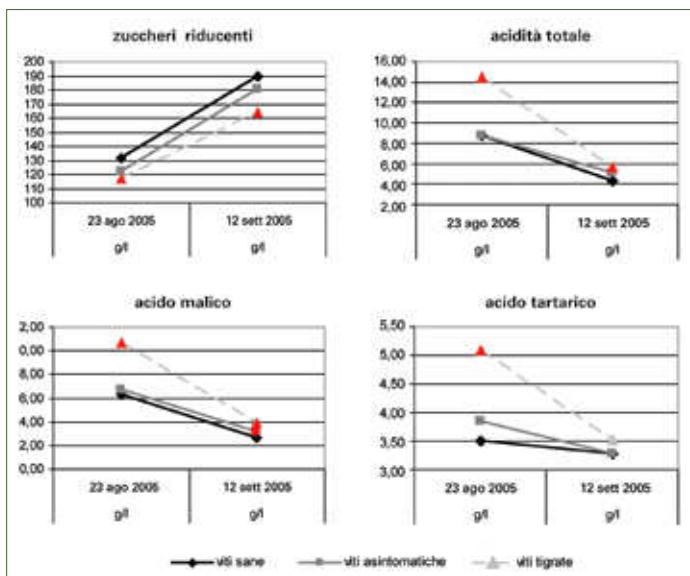 zuccheri riducenti
200
190
180
170
160
150
140
130
120
110
100
23 ago 2005 12 sett 2005
g/l g/l
acidità totale
16,00
14,00
12,00
10,00
8,00
6,00
4,00
2,00
23 ago 2005 12 sett 2005
g/l g/l
acido malico
2,00
0,00
8,00
6,00
4,00
2,00
0,00
23 ago 2005 12 sett 2005
g/l g/l
acido tartarico
5,50
5,00
4,50
4,00
3,50
3,00
23 ago 2005 12 sett 2005
g/l g/l
viti sane viti asintomatiche viti tigrate